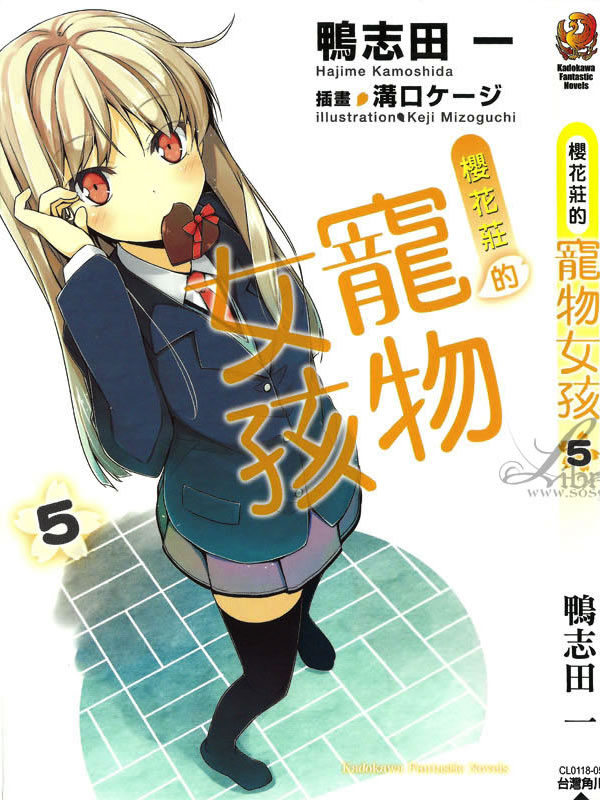 鴨志田 一
Hajime Kamoshida
插畫 溝口ケージ
illustration Keji Mizoguchi
櫻花莊的
寵物
女孩
5
Kadokawa Fantastic Novels
Kadokawa
Fantastic
Novels
櫻花莊的
寵物女孩
5
鴨志田 一
CL0118-05
台灣角川